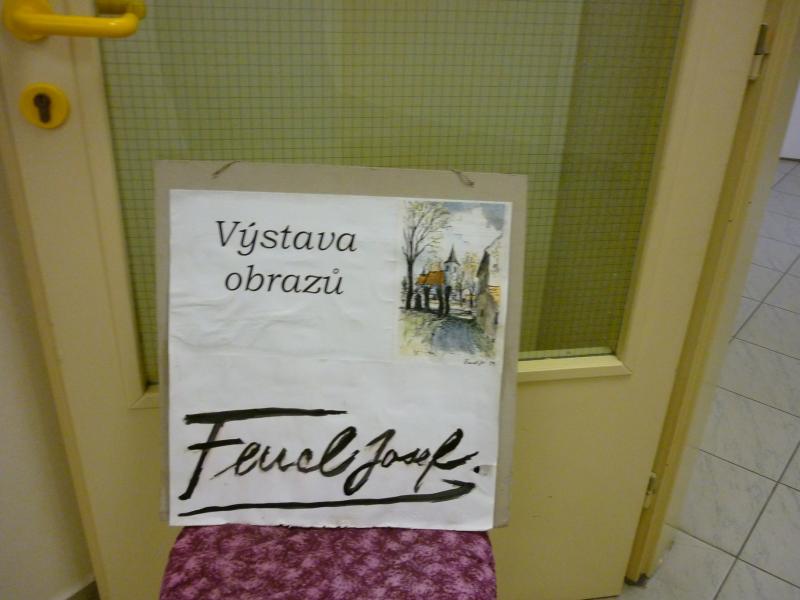 Výstava
obrazů
Feucl Josef.